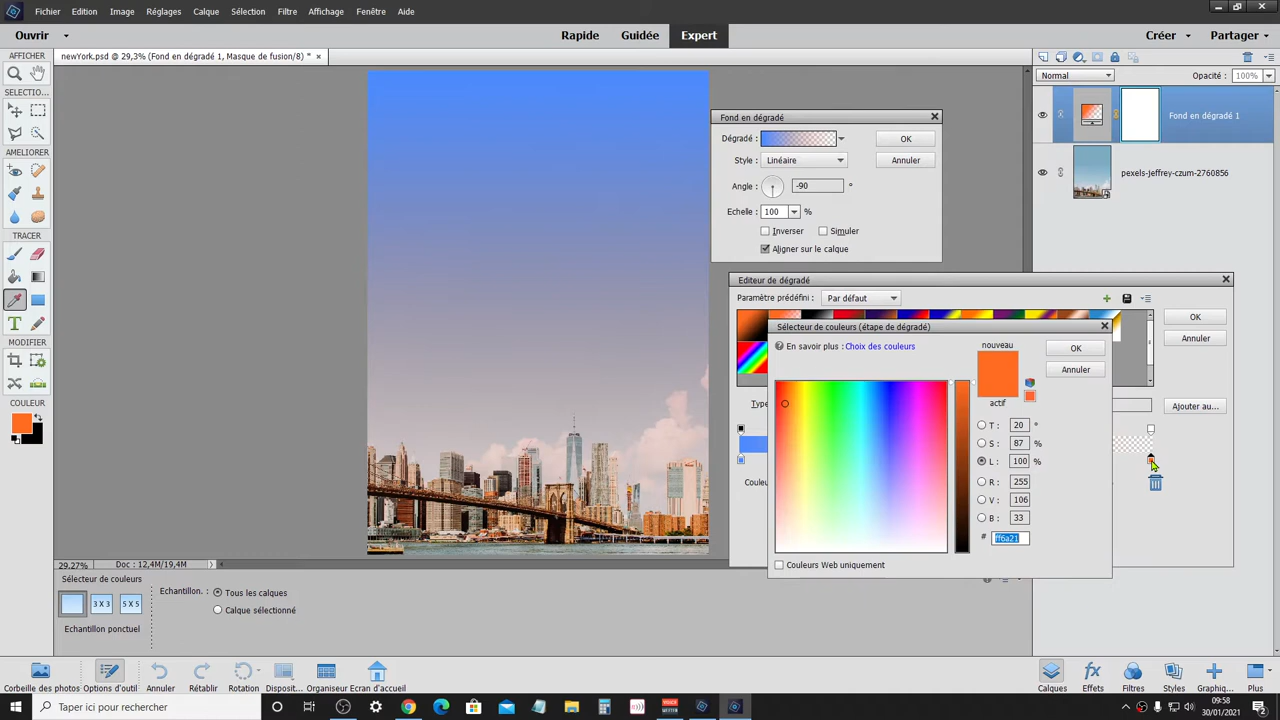 Fichier Edition Image Réglages Calque Sélection Filtre Affichage Fenêtre Aide
Ouvrir Rapide Guidée Expert Créer Partager
AFFICHER
newYork.psd @ 29,3% (Fond en dégradé 1, Masque de fusion/8) *
Normal Opacité : 100%
SELECTIO...
AMELIORER
TRACER
MODIFIER
COULEUR
Fond en dégradé 1
pexels-jeffrey-czum-2760856
Fond en dégradé
Dégradé : OK
Style : Linéaire Annuler
Angle : -90 °
Echelle : 100 %
Inverser Simuler
Aligner sur le calque
Editeur de dégradé
Paramètre prédéfini : Par défaut
OK
Annuler
Ajouter au...
Type
Couleu
Sélecteur de couleurs (étape de dégradé)
En savoir plus : Choix des couleurs
nouveau
OK
Annuler
actif
T : 20 °
S : 87 %
L : 100 %
R : 255
V : 106
B : 33
# ff6a21
Couleurs Web uniquement
29,27% Doc : 12,4M/19,4M
Sélecteur de couleurs
3 X 3 5 X 5
Echantillon ponctuel
Echantillon. : Tous les calques
Calque sélectionné
Corbeille des photos Options d'outil Annuler Rétablir Rotation Disposit... Organiseur Ecran d'accueil
Calques Effets Filtres Styles Graphiq... Plus
Taper ici pour rechercher
09:58
30/01/2021